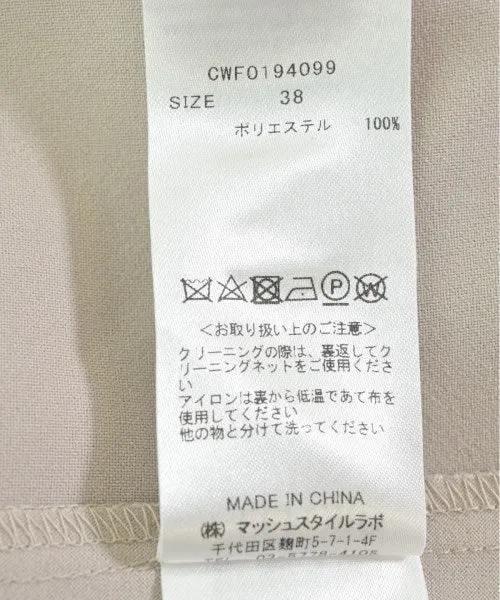 CWF0194099
SIZE 38
ポリエステル 100%
P W
<お取り扱い上のご注意>
クリーニングの際は、裏返してク
リーニングネットをご使用くださ
い
アイロンは裏から低温であて布を
使用してください
他の物と分けて洗ってください
MADE IN CHINA
(株) マッシュスタイルラボ
千代田区麹町5-7-1-4F
TEL 03-5778-4105